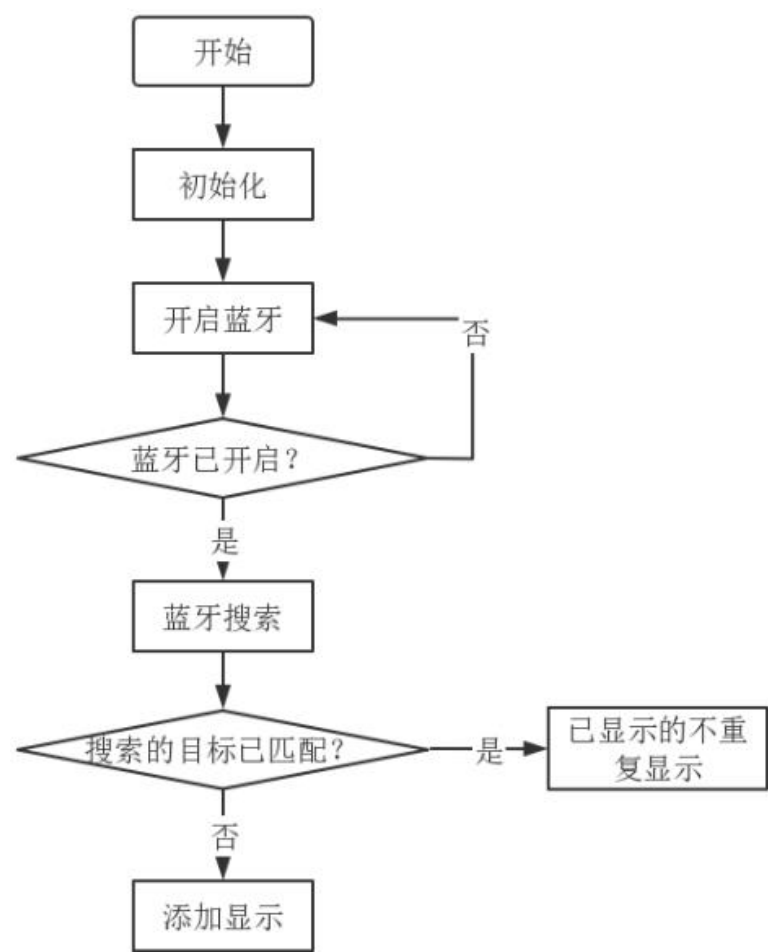 开始
初始化
开启蓝牙
否
蓝牙已开启？
是
蓝牙搜索
搜索的目标已匹配？
是
已显示的不重
复显示
否
添加显示